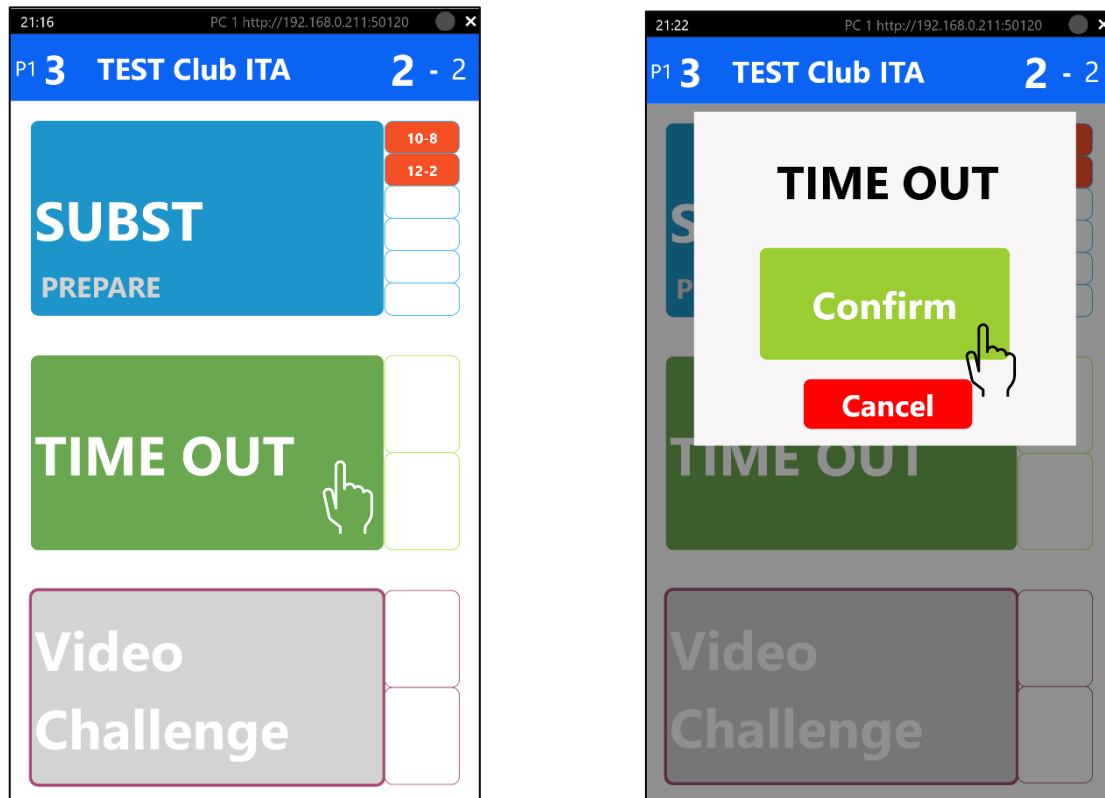 21:16 PC 1 http://192.168.0.211:50120 ×
P1 3 TEST Club ITA 2 - 2
10-8
12-2
SUBST
PREPARE
TIME OUT
Video
Challenge
21:22 PC 1 http://192.168.0.211:50120 ×
P1 3 TEST Club ITA 2 - 2
TIME OUT
S
P
Confirm
Cancel
TIME OUT
Video
Challenge